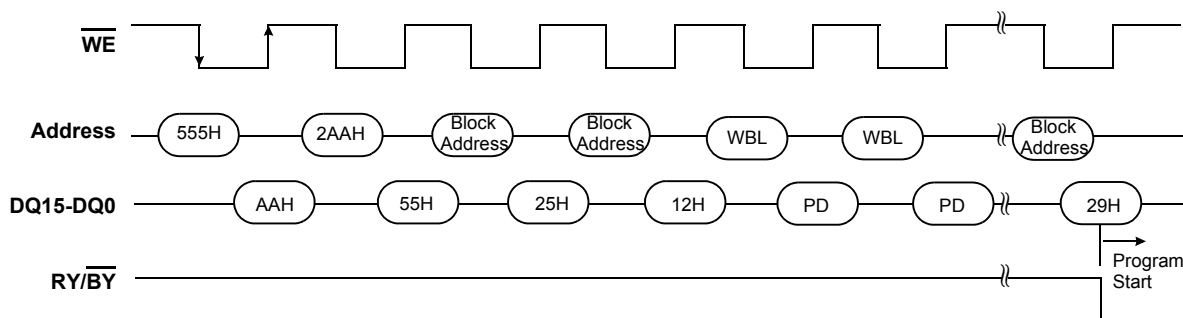 WE
Address
555H
2AAH
Block
Address
Block
Address
WBL
WBL
Block
Address
DQ15-DQ0
AAH
55H
25H
12H
PD
PD
29H
Program
Start
RY/BY